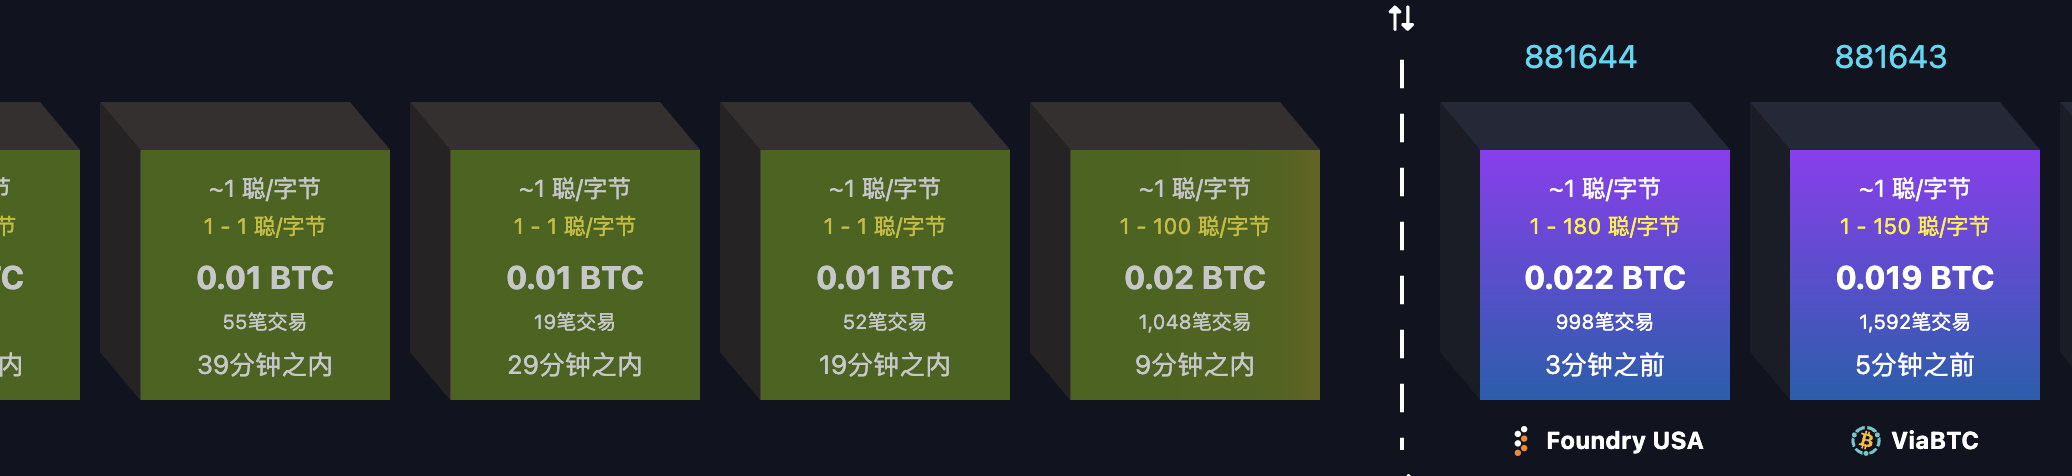 节
节
TC
内
~1 聪/字节
1 - 1 聪/字节
0.01 BTC
55笔交易
39分钟之内
~1 聪/字节
1 - 1 聪/字节
0.01 BTC
19笔交易
29分钟之内
~1 聪/字节
1 - 1 聪/字节
0.01 BTC
52笔交易
19分钟之内
~1 聪/字节
1 - 100 聪/字节
0.02 BTC
1,048笔交易
9分钟之内
881644
~1 聪/字节
1 - 180 聪/字节
0.022 BTC
998笔交易
3分钟之前
Foundry USA
881643
~1 聪/字节
1 - 150 聪/字节
0.019 BTC
1,592笔交易
5分钟之前
ViaBTC